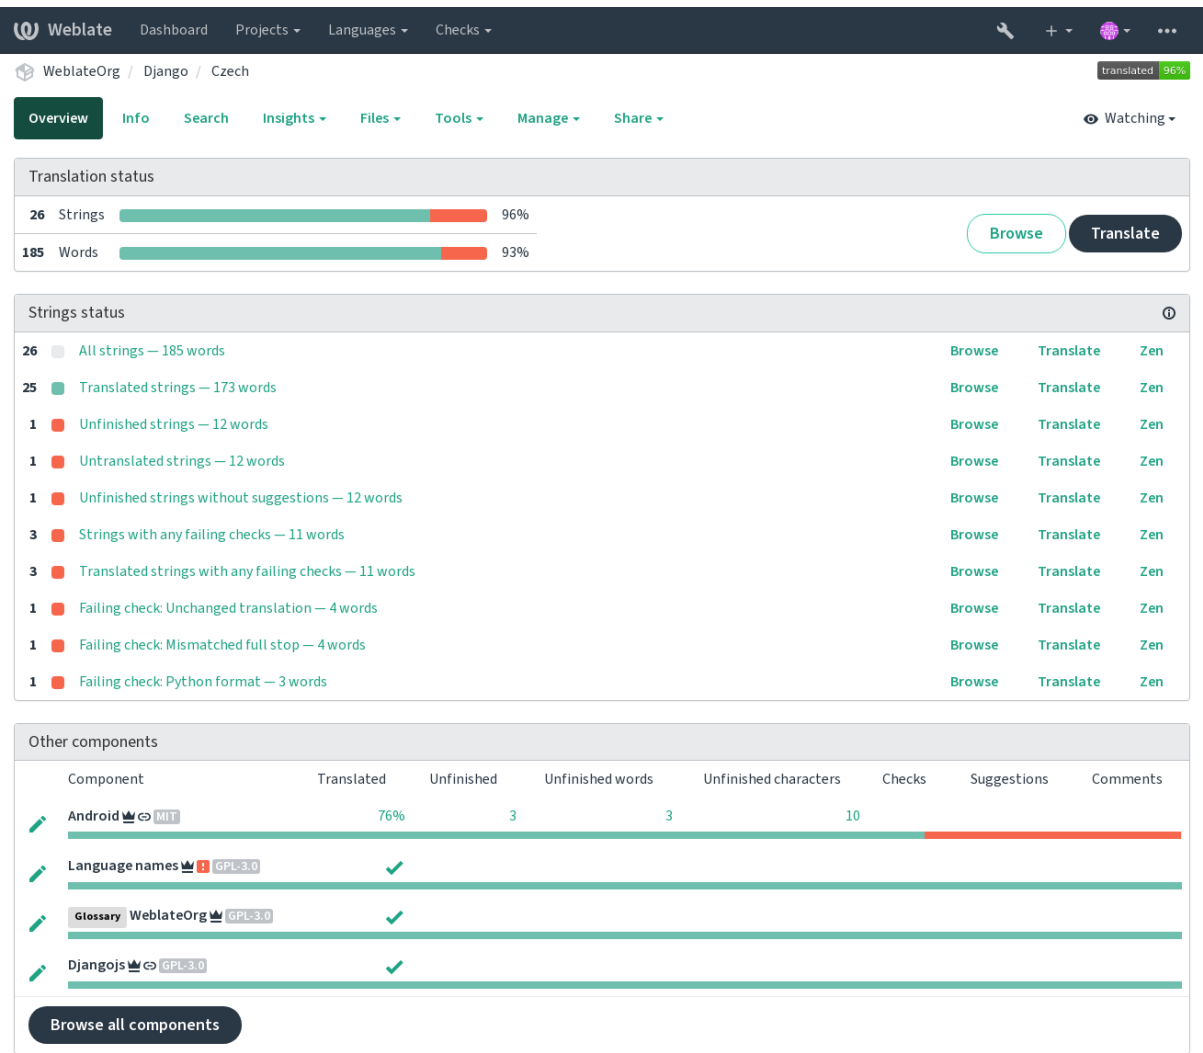 Weblate Dashboard Projects Languages Checks
WeblateOrg / Django / Czech translated 96%
Overview Info Search Insights Files Tools Manage Share Watching
Translation status
26 Strings 96%
Browse Translate
185 Words 93%
Strings status
26 All strings — 185 words Browse Translate Zen
25 Translated strings — 173 words Browse Translate Zen
1 Unfinished strings — 12 words Browse Translate Zen
1 Untranslated strings — 12 words Browse Translate Zen
1 Unfinished strings without suggestions — 12 words Browse Translate Zen
3 Strings with any failing checks — 11 words Browse Translate Zen
3 Translated strings with any failing checks — 11 words Browse Translate Zen
1 Failing check: Unchanged translation — 4 words Browse Translate Zen
1 Failing check: Mismatched full stop — 4 words Browse Translate Zen
1 Failing check: Python format — 3 words Browse Translate Zen
Other components
Component Translated Unfinished Unfinished words Unfinished characters Checks Suggestions Comments
Android MIT 76% 3 3 10
Language names GPL-3.0
Glossary WeblateOrg GPL-3.0
Djangojs GPL-3.0
Browse all components